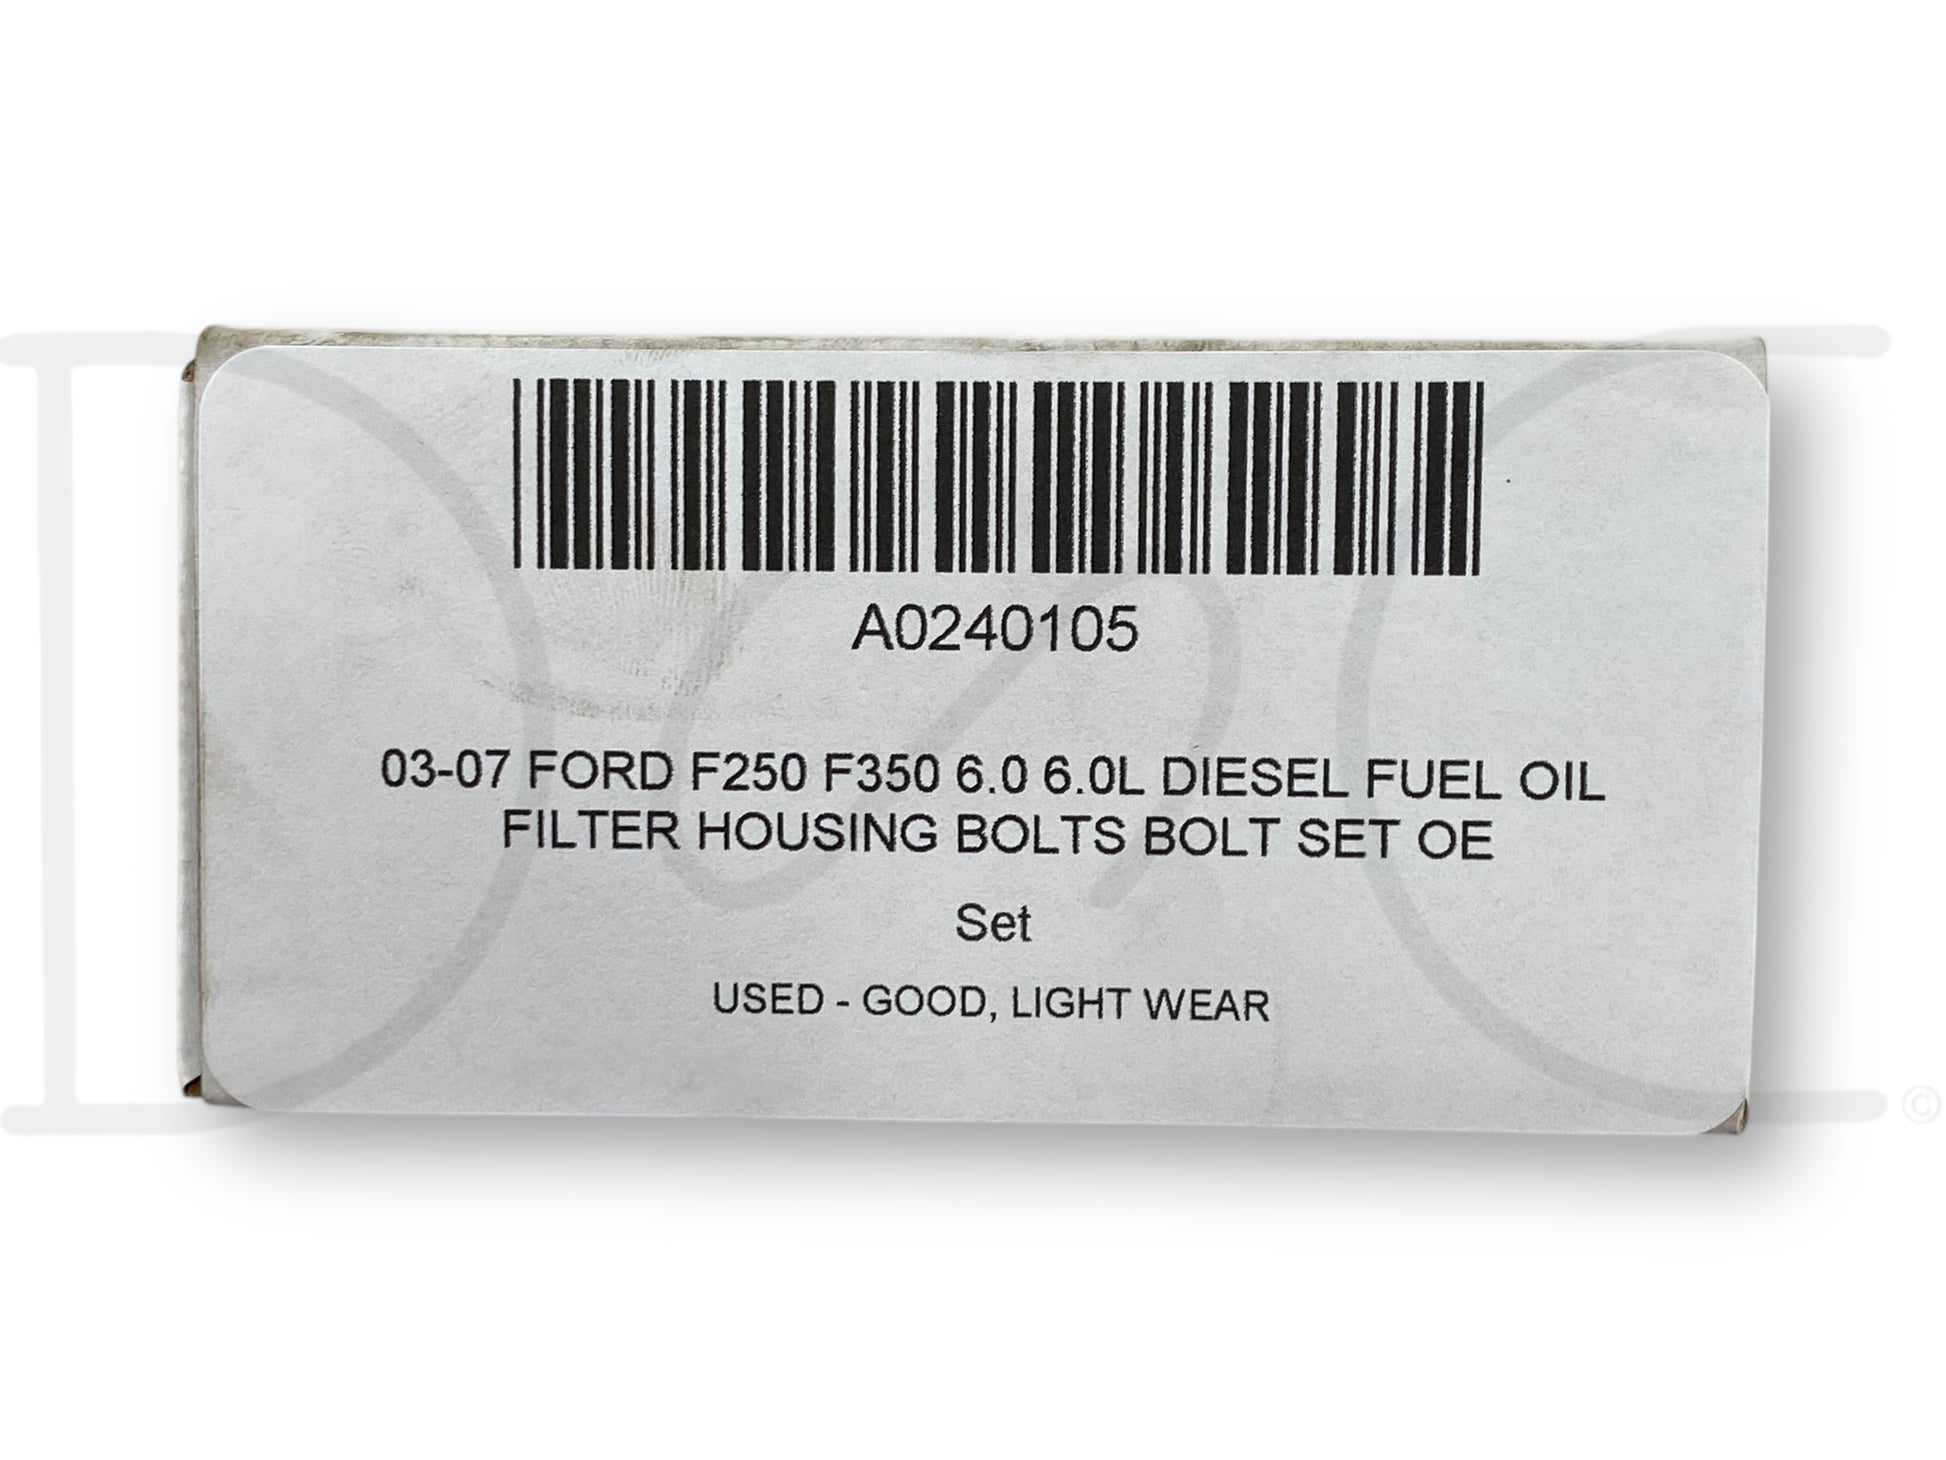 A0240105
03-07 FORD F250 F350 6.0 6.0L DIESEL FUEL OIL
FILTER HOUSING BOLTS BOLT SET OE
Set
USED - GOOD, LIGHT WEAR
©